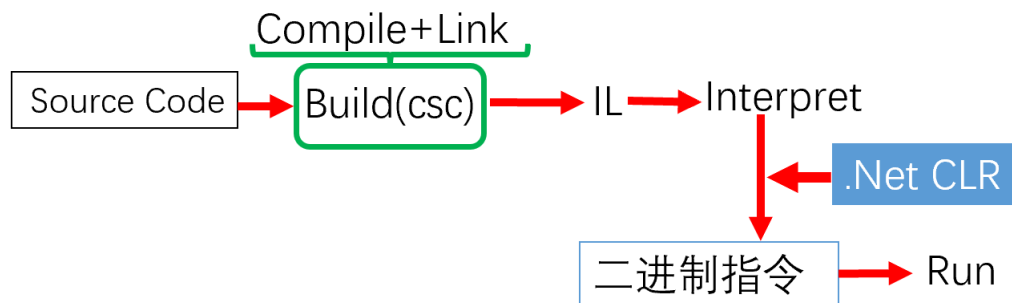 Compile+Link
Source Code
Build(csc)
IL
Interpret
.Net CLR
二进制指令
Run